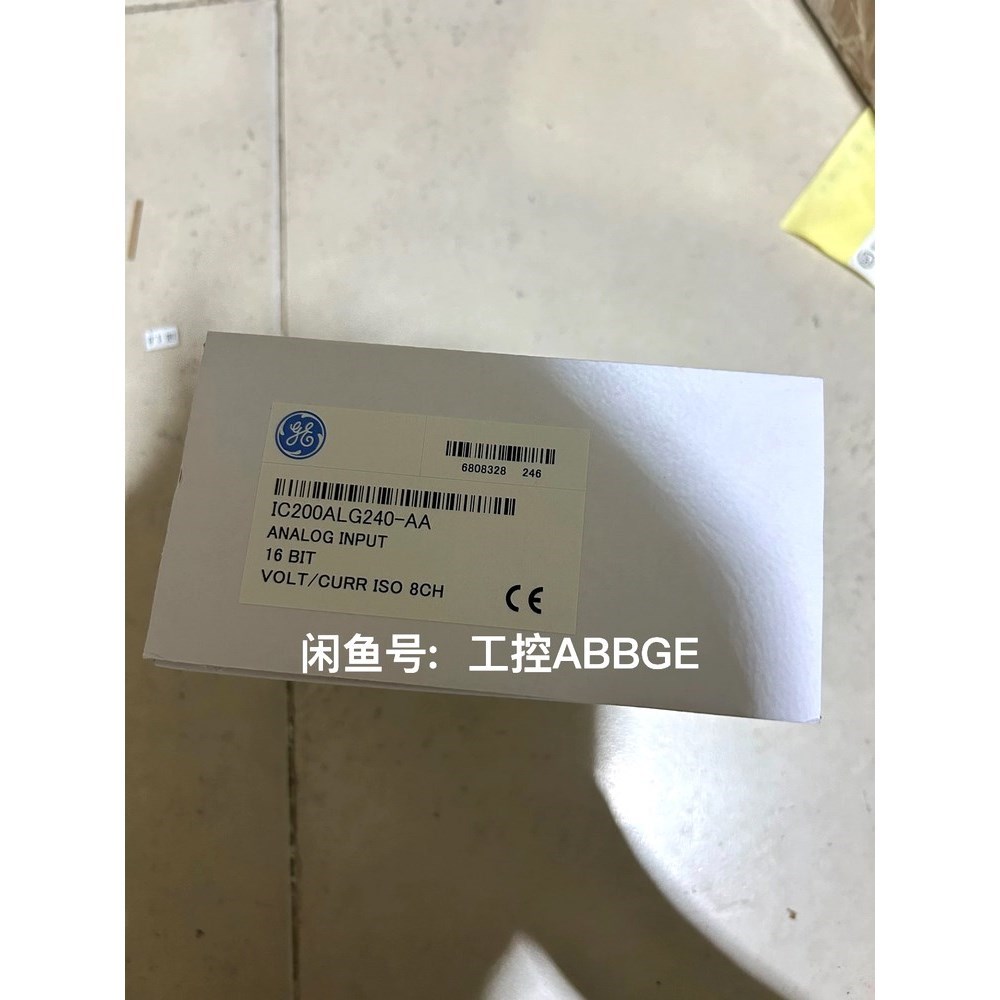 GE
6808328 246
IC200ALG240-AA
ANALOG INPUT
16 BIT
VOLT/CURR ISO 8CH
CE
闲鱼号：工控ABBGE